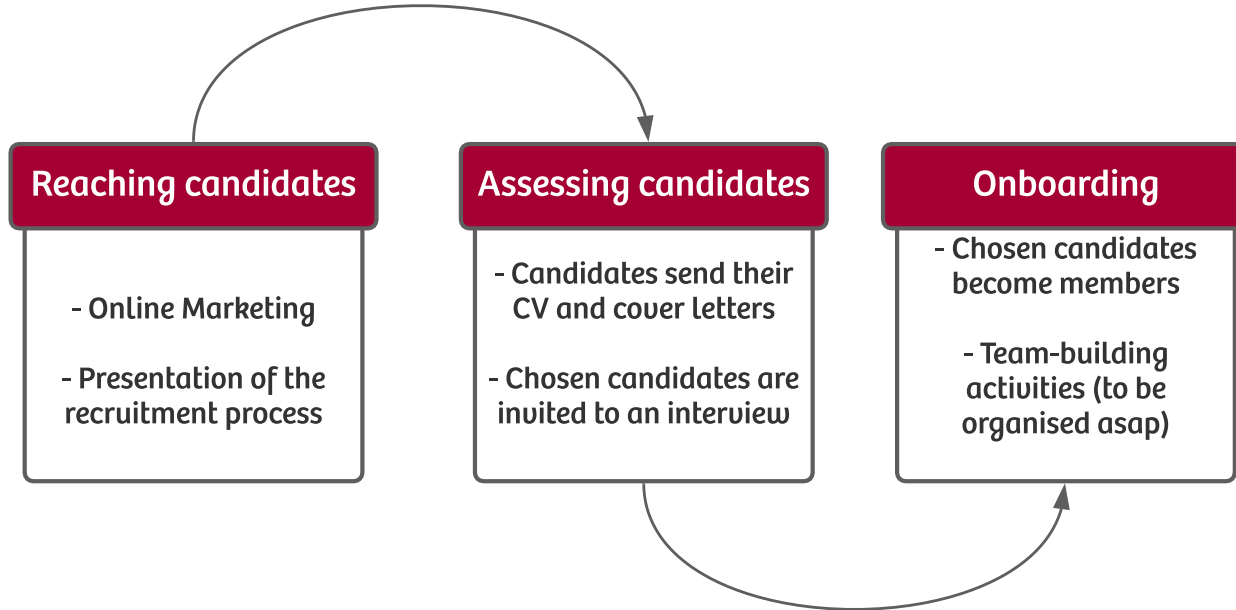 Reaching candidates
- Online Marketing
- Presentation of the
recruitment process
Assessing candidates
- Candidates send their
CV and cover letters
- Chosen candidates are
invited to an interview
Onboarding
- Chosen candidates
become members
- Team-building
activities (to be
organised asap)